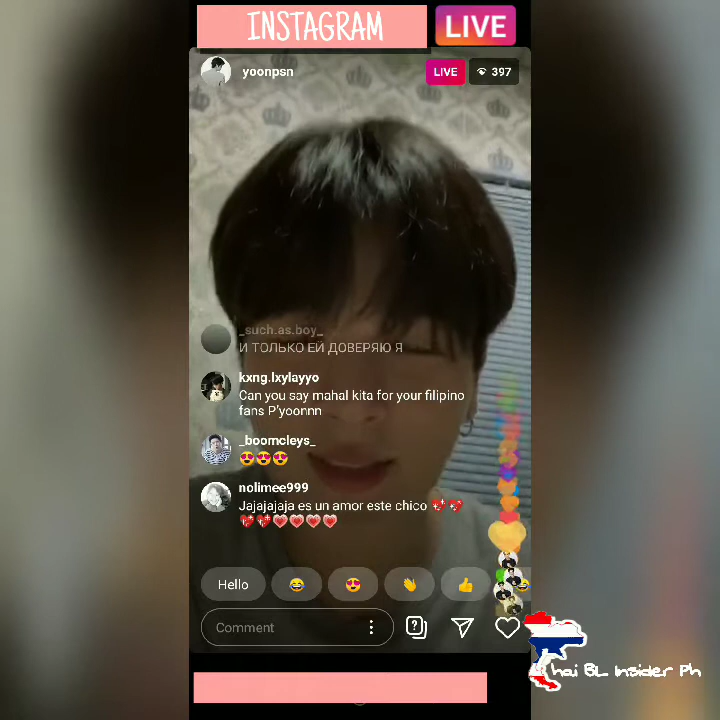 INSTAGRAM
LIVE
yoonpsn
LIVE
397
_such.as.boy_
И ТОЛЬКО ЕЙ ДОВЕРЯЮ Я
kxng.lxylayyo
Can you say mahal kita for your filipino
fans P'yoonnn
_boomcleys_
😍😍😍
nolimee999
Jajajajaja es un amor este chico 💖💖
💖💖💗💗💗💗
Hello
Comment
hai BL Insider Ph